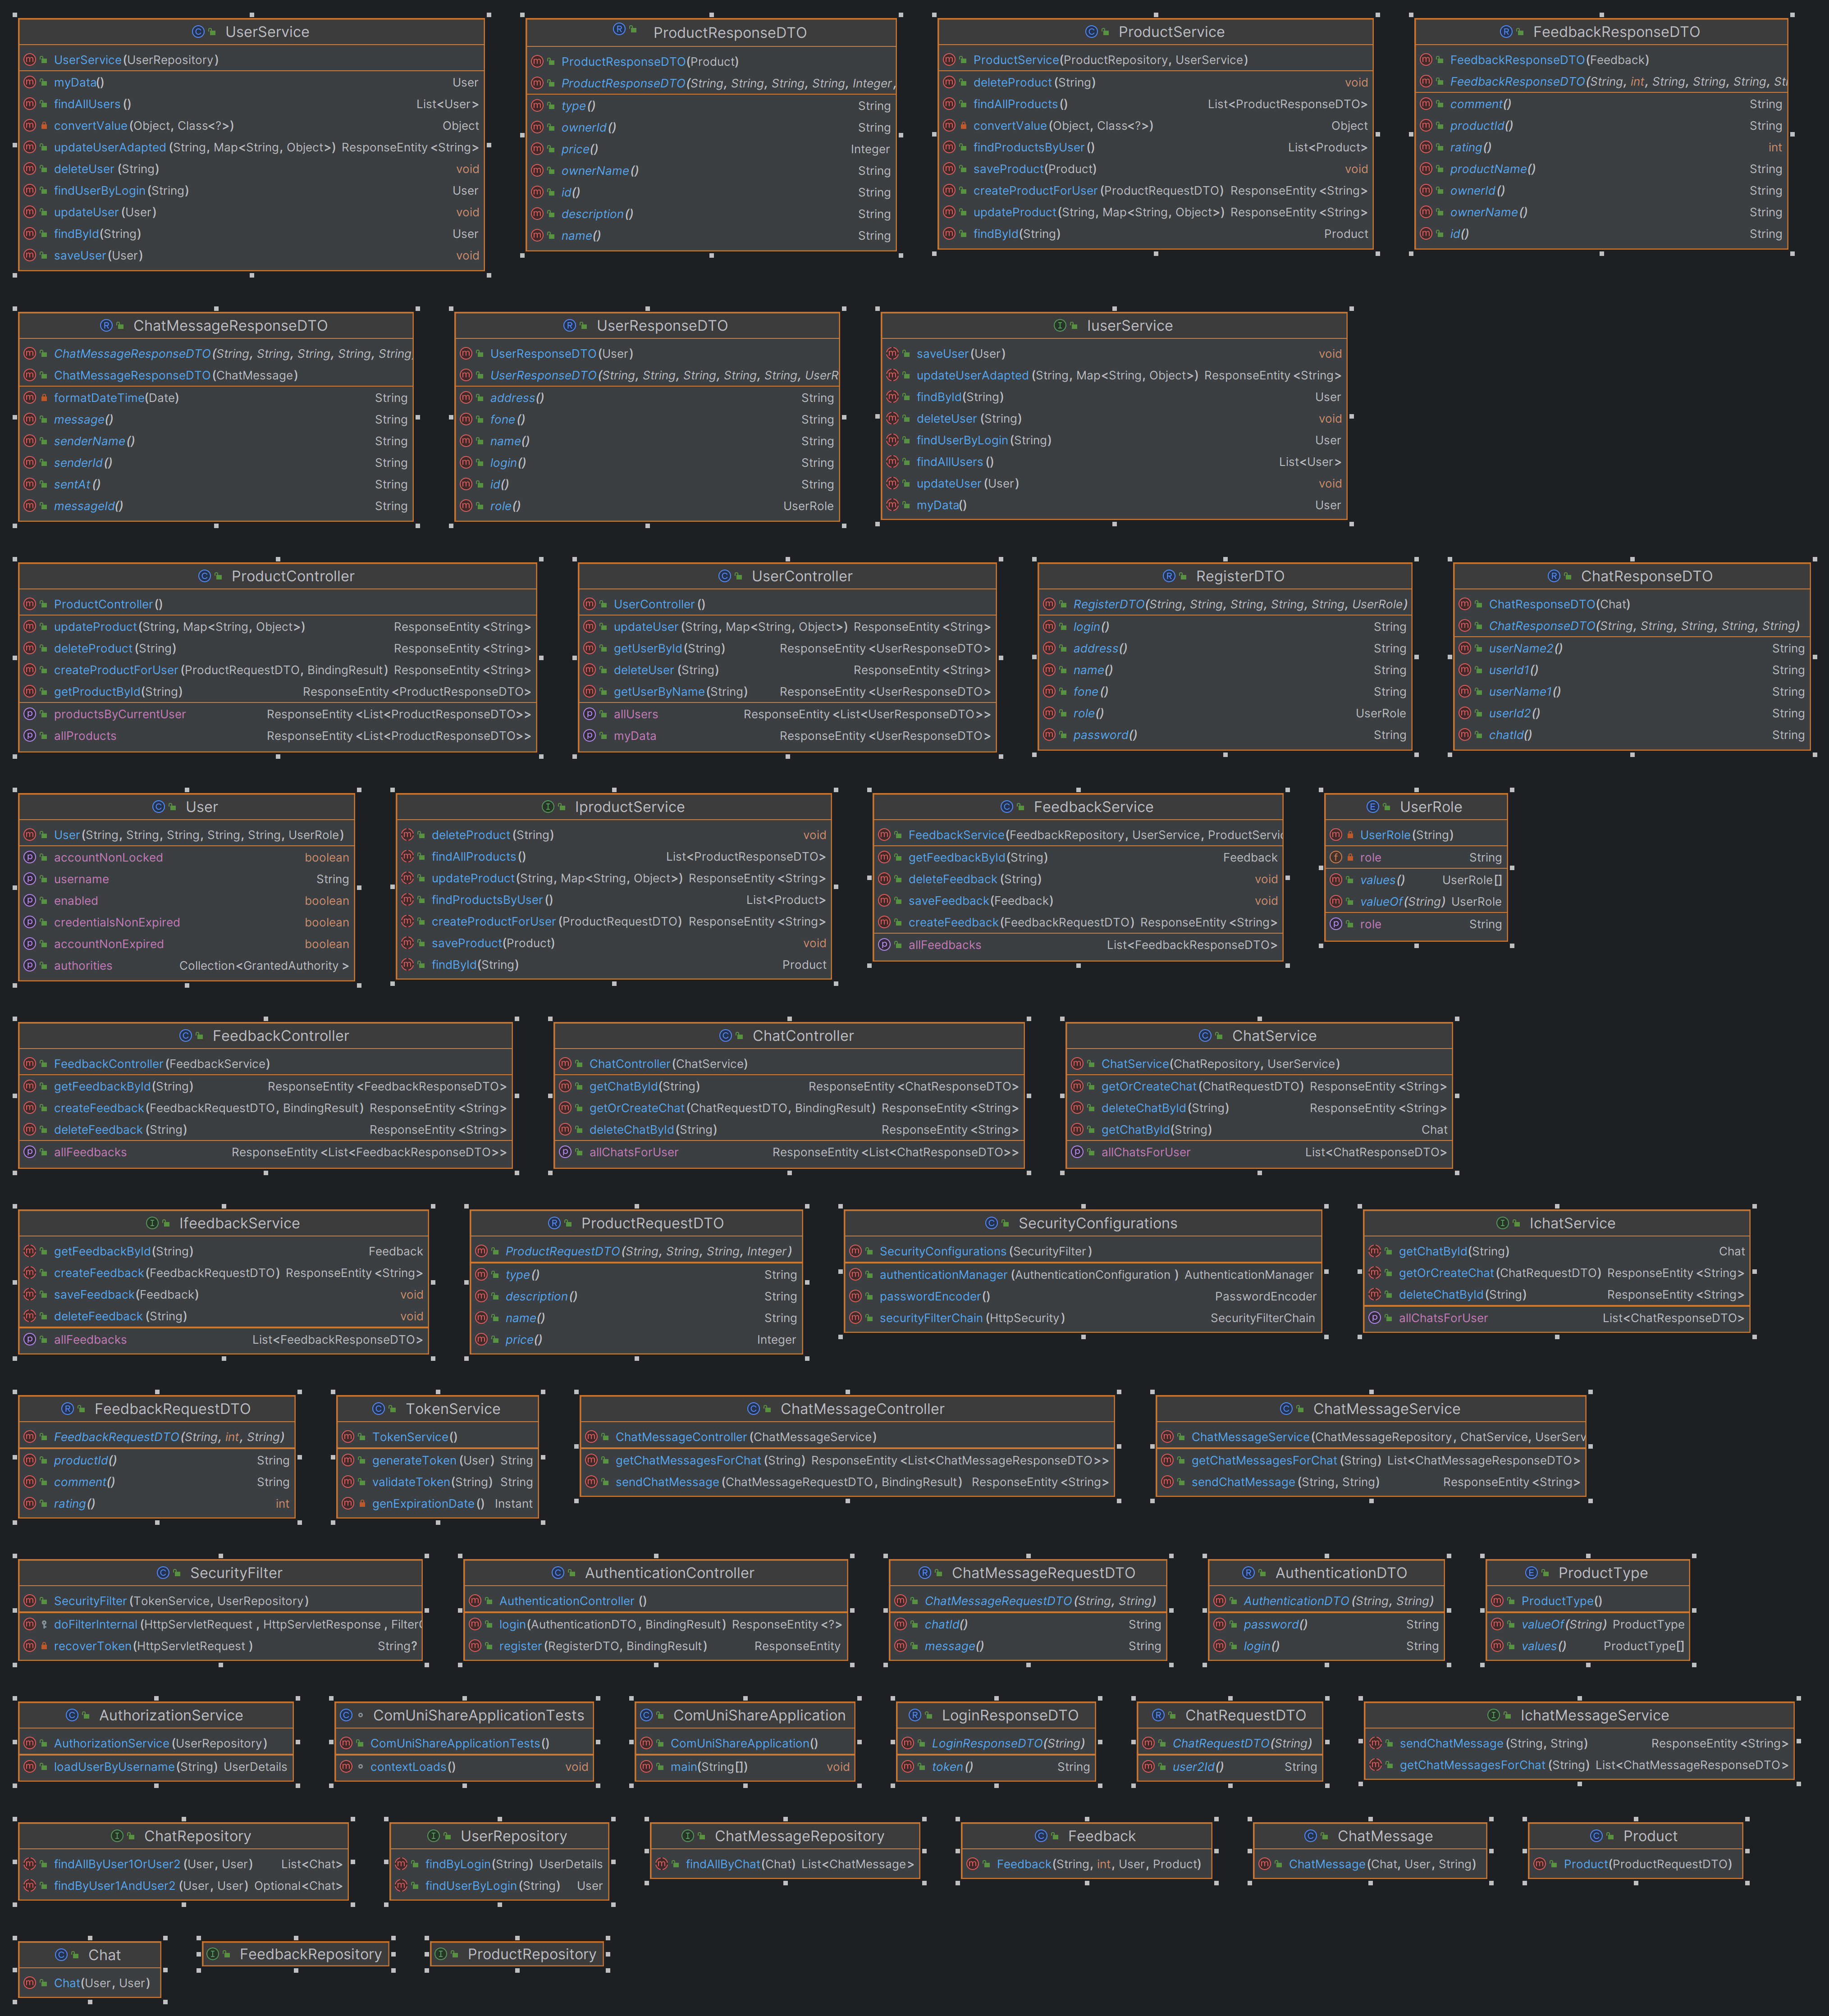 UserService
UserService(UserRepository)
myData() User
findAllUsers() List<User>
convertValue(Object, Class<?>) Object
updateUserAdapted(String, Map<String, Object>) ResponseEntity<String>
deleteUser(String) void
findUserByLogin(String) User
updateUser(User) void
findById(String) User
saveUser(User) void
ProductResponseDTO
ProductResponseDTO(Product)
ProductResponseDTO(String, String, String, String, Integer,
type() String
ownerId() String
price() Integer
ownerName() String
id() String
description() String
name() String
ProductService
ProductService(ProductRepository, UserService)
deleteProduct(String) void
findAllProducts() List<ProductResponseDTO>
convertValue(Object, Class<?>) Object
findProductsByUser() List<Product>
saveProduct(Product) void
createProductForUser(ProductRequestDTO) ResponseEntity<String>
updateProduct(String, Map<String, Object>) ResponseEntity<String>
findById(String) Product
FeedbackResponseDTO
FeedbackResponseDTO(Feedback)
FeedbackResponseDTO(String, int, String, String, String, St
comment() String
productId() String
rating() int
productName() String
ownerId() String
ownerName() String
id() String
ChatMessageResponseDTO
ChatMessageResponseDTO(String, String, String, String, String
ChatMessageResponseDTO(ChatMessage)
formatDateTime(Date) String
message() String
senderName() String
senderId() String
sentAt() String
messageId() String
UserResponseDTO
UserResponseDTO(User)
UserResponseDTO(String, String, String, String, String, UserR
address() String
fone() String
name() String
login() String
id() String
role() UserRole
IuserService
saveUser(User) void
updateUserAdapted(String, Map<String, Object>) ResponseEntity<String>
findById(String) User
deleteUser(String) void
findUserByLogin(String) User
findAllUsers() List<User>
updateUser(User) void
myData() User
ProductController
ProductController()
updateProduct(String, Map<String, Object>) ResponseEntity<String>
deleteProduct(String) ResponseEntity<String>
createProductForUser(ProductRequestDTO, BindingResult) ResponseEntity<String>
getProductById(String) ResponseEntity<ProductResponseDTO>
productsByCurrentUser ResponseEntity<List<ProductResponseDTO>>
allProducts ResponseEntity<List<ProductResponseDTO>>
UserController
UserController()
updateUser(String, Map<String, Object>) ResponseEntity<String>
getUserById(String) ResponseEntity<UserResponseDTO>
deleteUser(String) ResponseEntity<String>
getUserByName(String) ResponseEntity<UserResponseDTO>
allUsers ResponseEntity<List<UserResponseDTO>>
myData ResponseEntity<UserResponseDTO>
RegisterDTO
RegisterDTO(String, String, String, String, String, UserRole)
login() String
address() String
name() String
fone() String
role() UserRole
password() String
ChatResponseDTO
ChatResponseDTO(Chat)
ChatResponseDTO(String, String, String, String, String)
userName2() String
userId1() String
userName1() String
userId2() String
chatId() String
User
User(String, String, String, String, String, UserRole)
accountNonLocked boolean
username String
enabled boolean
credentialsNonExpired boolean
accountNonExpired boolean
authorities Collection<GrantedAuthority>
IproductService
deleteProduct(String) void
findAllProducts() List<ProductResponseDTO>
updateProduct(String, Map<String, Object>) ResponseEntity<String>
findProductsByUser() List<Product>
createProductForUser(ProductRequestDTO) ResponseEntity<String>
saveProduct(Product) void
findById(String) Product
FeedbackService
FeedbackService(FeedbackRepository, UserService, ProductServic
getFeedbackById(String) Feedback
deleteFeedback(String) void
saveFeedback(Feedback) void
createFeedback(FeedbackRequestDTO) ResponseEntity<String>
allFeedbacks List<FeedbackResponseDTO>
UserRole
UserRole(String)
role String
values() UserRole[]
valueOf(String) UserRole
role String
FeedbackController
FeedbackController(FeedbackService)
getFeedbackById(String) ResponseEntity<FeedbackResponseDTO>
createFeedback(FeedbackRequestDTO, BindingResult) ResponseEntity<String>
deleteFeedback(String) ResponseEntity<String>
allFeedbacks ResponseEntity<List<FeedbackResponseDTO>>
ChatController
ChatController(ChatService)
getChatById(String) ResponseEntity<ChatResponseDTO>
getOrCreateChat(ChatRequestDTO, BindingResult) ResponseEntity<String>
deleteChatById(String) ResponseEntity<String>
allChatsForUser ResponseEntity<List<ChatResponseDTO>>
ChatService
ChatService(ChatRepository, UserService)
getOrCreateChat(ChatRequestDTO) ResponseEntity<String>
deleteChatById(String) ResponseEntity<String>
getChatById(String) Chat
allChatsForUser List<ChatResponseDTO>
IfeedbackService
getFeedbackById(String) Feedback
createFeedback(FeedbackRequestDTO) ResponseEntity<String>
saveFeedback(Feedback) void
deleteFeedback(String) void
allFeedbacks List<FeedbackResponseDTO>
ProductRequestDTO
ProductRequestDTO(String, String, String, Integer)
type() String
description() String
name() String
price() Integer
SecurityConfigurations
SecurityConfigurations(SecurityFilter)
authenticationManager(AuthenticationConfiguration) AuthenticationManager
passwordEncoder() PasswordEncoder
securityFilterChain(HttpSecurity) SecurityFilterChain
IchatService
getChatById(String) Chat
getOrCreateChat(ChatRequestDTO) ResponseEntity<String>
deleteChatById(String) ResponseEntity<String>
allChatsForUser List<ChatResponseDTO>
FeedbackRequestDTO
FeedbackRequestDTO(String, int, String)
productId() String
comment() String
rating() int
TokenService
TokenService()
generateToken(User) String
validateToken(String) String
genExpirationDate() Instant
ChatMessageController
ChatMessageController(ChatMessageService)
getChatMessagesForChat(String) ResponseEntity<List<ChatMessageResponseDTO>>
sendChatMessage(ChatMessageRequestDTO, BindingResult) ResponseEntity<String>
ChatMessageService
ChatMessageService(ChatMessageRepository, ChatService, UserServ
getChatMessagesForChat(String) List<ChatMessageResponseDTO>
sendChatMessage(String, String) ResponseEntity<String>
SecurityFilter
SecurityFilter(TokenService, UserRepository)
doFilterInternal(HttpServletRequest, HttpServletResponse, FilterC
recoverToken(HttpServletRequest) String?
AuthenticationController
AuthenticationController()
login(AuthenticationDTO, BindingResult) ResponseEntity<?>
register(RegisterDTO, BindingResult) ResponseEntity
ChatMessageRequestDTO
ChatMessageRequestDTO(String, String)
chatId() String
message() String
AuthenticationDTO
AuthenticationDTO(String, String)
password() String
login() String
ProductType
ProductType()
valueOf(String) ProductType
values() ProductType[]
AuthorizationService
AuthorizationService(UserRepository)
loadUserByUsername(String) UserDetails
ComUniShareApplicationTests
ComUniShareApplicationTests()
contextLoads() void
ComUniShareApplication
ComUniShareApplication()
main(String[]) void
LoginResponseDTO
LoginResponseDTO(String)
token() String
ChatRequestDTO
ChatRequestDTO(String)
user2Id() String
IchatMessageService
sendChatMessage(String, String) ResponseEntity<String>
getChatMessagesForChat(String) List<ChatMessageResponseDTO>
ChatRepository
findAllByUser1OrUser2(User, User) List<Chat>
findByUser1AndUser2(User, User) Optional<Chat>
UserRepository
findByLogin(String) UserDetails
findUserByLogin(String) User
ChatMessageRepository
findAllByChat(Chat) List<ChatMessage>
Feedback
Feedback(String, int, User, Product)
ChatMessage
ChatMessage(Chat, User, String)
Product
Product(ProductRequestDTO)
Chat
Chat(User, User)
FeedbackRepository
ProductRepository